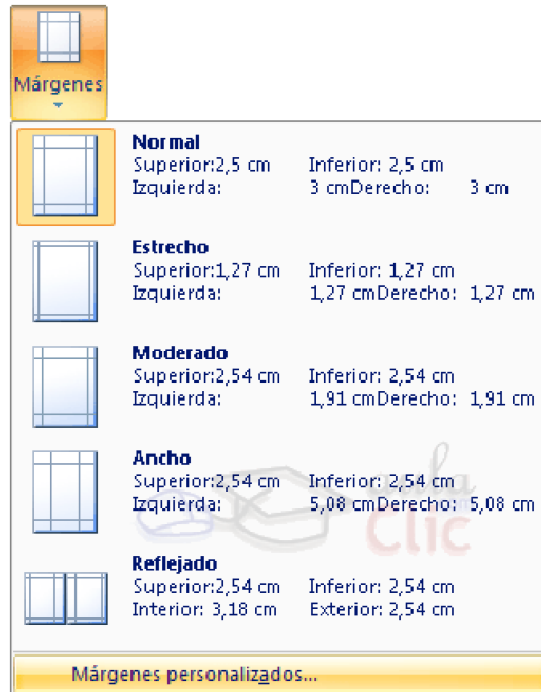 Márgenes
Normal
Superior:2,5 cm Inferior: 2,5 cm
Izquierda: 3 cmDerecho: 3 cm
Estrecho
Superior:1,27 cm Inferior: 1,27 cm
Izquierda: 1,27 cmDerecho: 1,27 cm
Moderado
Superior:2,54 cm Inferior: 2,54 cm
Izquierda: 1,91 cmDerecho: 1,91 cm
Ancho
Superior:2,54 cm Inferior: 2,54 cm
Izquierda: 5,08 cmDerecho: 5,08 cm
aula
Clic
Reflejado
Superior:2,54 cm Inferior: 2,54 cm
Interior: 3,18 cm Exterior: 2,54 cm
Márgenes personalizados...